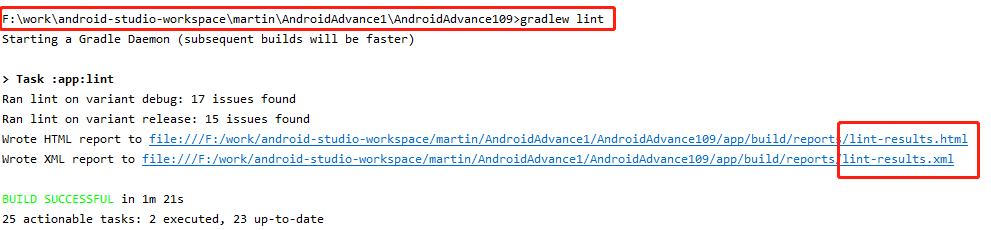 F:\work\android-studio-workspace\martin\AndroidAdvance1\AndroidAdvance109>gradlew lint
Starting a Gradle Daemon (subsequent builds will be faster)
> Task :app:lint
Ran lint on variant debug: 17 issues found
Ran lint on variant release: 15 issues found
Wrote HTML report to file:///F:/work/android-studio-workspace/martin/AndroidAdvance1/AndroidAdvance109/app/build/reports/lint-results.html
Wrote XML report to file:///F:/work/android-studio-workspace/martin/AndroidAdvance1/AndroidAdvance109/app/build/reports/lint-results.xml
BUILD SUCCESSFUL in 1m 21s
25 actionable tasks: 2 executed, 23 up-to-date